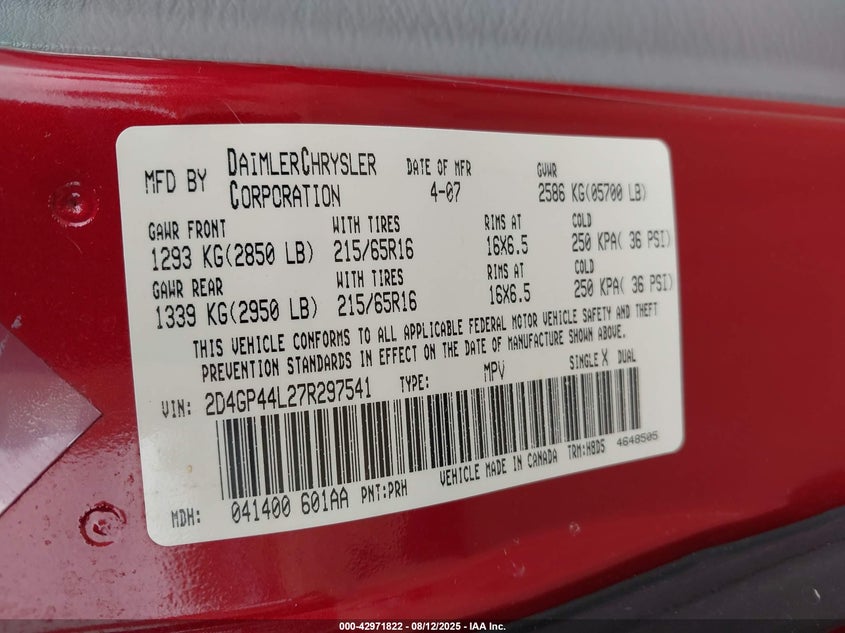 MFD BY DAIMLERCHRYSLER CORPORATION DATE OF MFR 4-07 GVWR 2586 KG(05700 LB)
GAWR FRONT WITH TIRES RIMS AT COLD
1293 KG(2850 LB) 215/65R16 16X6.5 250 KPA( 36 PSI)
GAWR REAR WITH TIRES RIMS AT COLD
1339 KG(2950 LB) 215/65R16 16X6.5 250 KPA( 36 PSI)
THIS VEHICLE CONFORMS TO ALL APPLICABLE FEDERAL MOTOR VEHICLE SAFETY AND THEFT
PREVENTION STANDARDS IN EFFECT ON THE DATE OF MANUFACTURE SHOWN ABOVE.
VIN: 2D4GP44L27R297541 TYPE: MPV SINGLE X DUAL
MDH: 041400 601AA PNT:PRH VEHICLE MADE IN CANADA TRM:H8D5 4648505
000-42971822 - 08/12/2025 - IAA Inc.